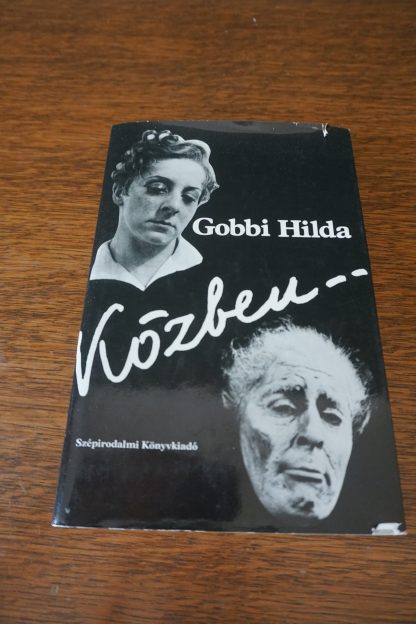 Gobbi Hilda
Közben--
Szépirodalmi Könyvkiadó